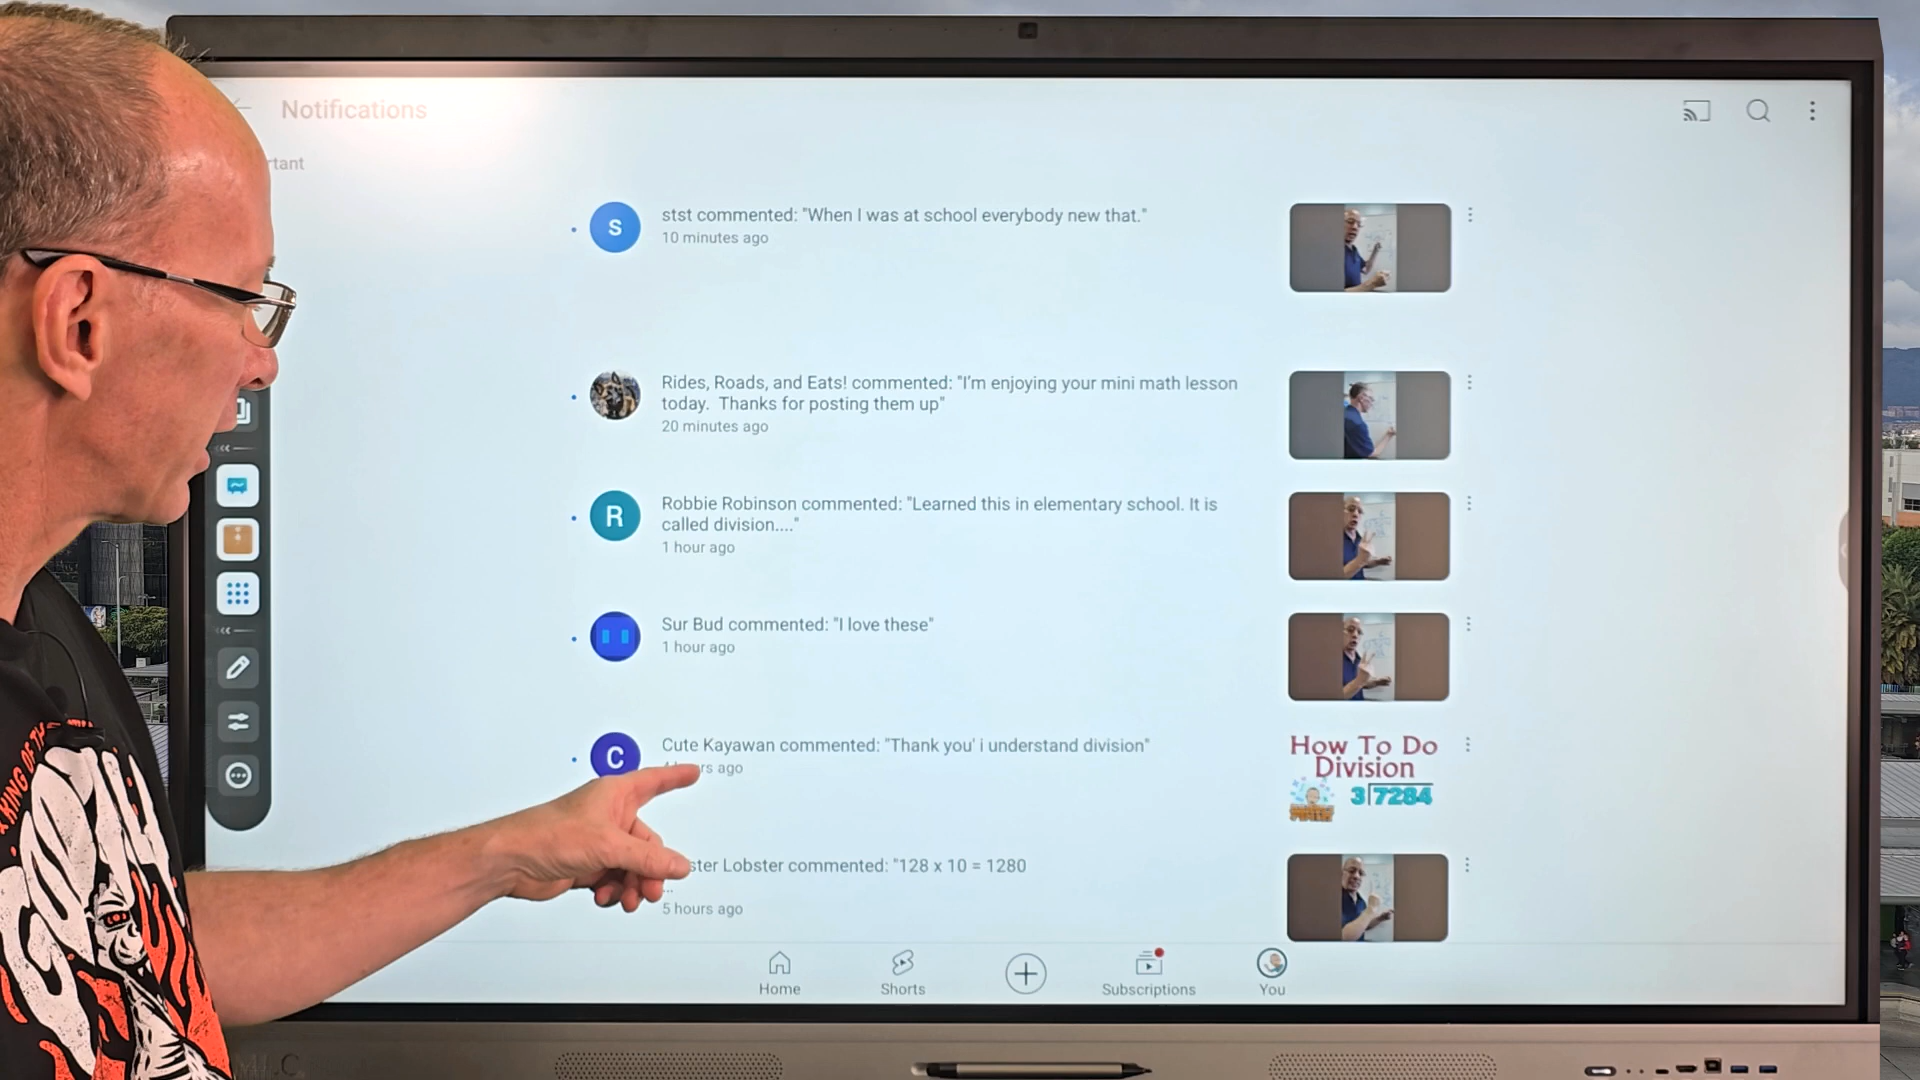 Notifications
rtant
S
stst commented: "When I was at school everybody new that."
10 minutes ago
Rides, Roads, and Eats! commented: "I'm enjoying your mini math lesson
today. Thanks for posting them up"
20 minutes ago
R
Robbie Robinson commented: "Learned this in elementary school. It is
called division...."
1 hour ago
Sur Bud commented: "I love these"
1 hour ago
C
Cute Kayawan commented: "Thank you' i understand division"
rs ago
How To Do
Division
3 7284
ster Lobster commented: "128 x 10 = 1280
...
5 hours ago
Home
Shorts
Subscriptions
You
KING OF TH